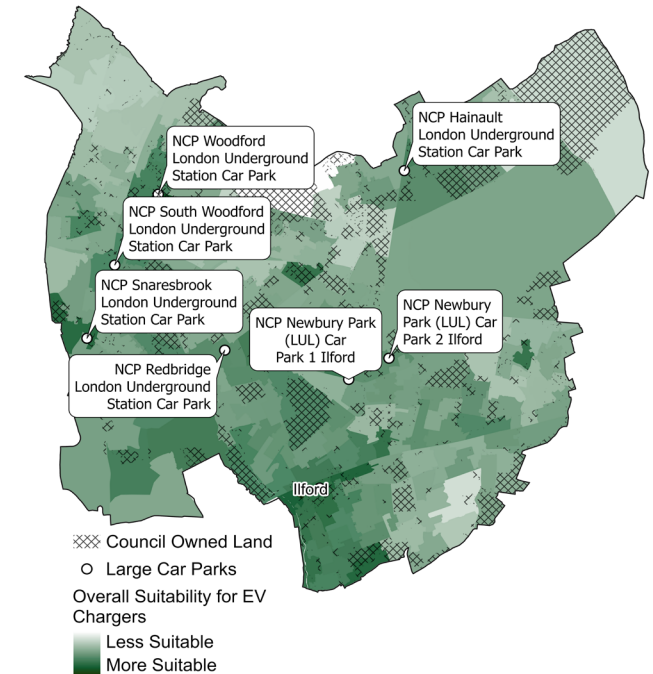 NCP Hainault
London Underground
Station Car Park
NCP Woodford
London Underground
Station Car Park
NCP South Woodford
London Underground
Station Car Park
NCP Snaresbrook
London Underground
Station Car Park
NCP Newbury Park
(LUL) Car
Park 1 Ilford
NCP Newbury
Park (LUL) Car
Park 2 Ilford
NCP Redbridge
London Underground
Station Car Park
Ilford
Council Owned Land
Large Car Parks
Overall Suitability for EV
Chargers
Less Suitable
More Suitable